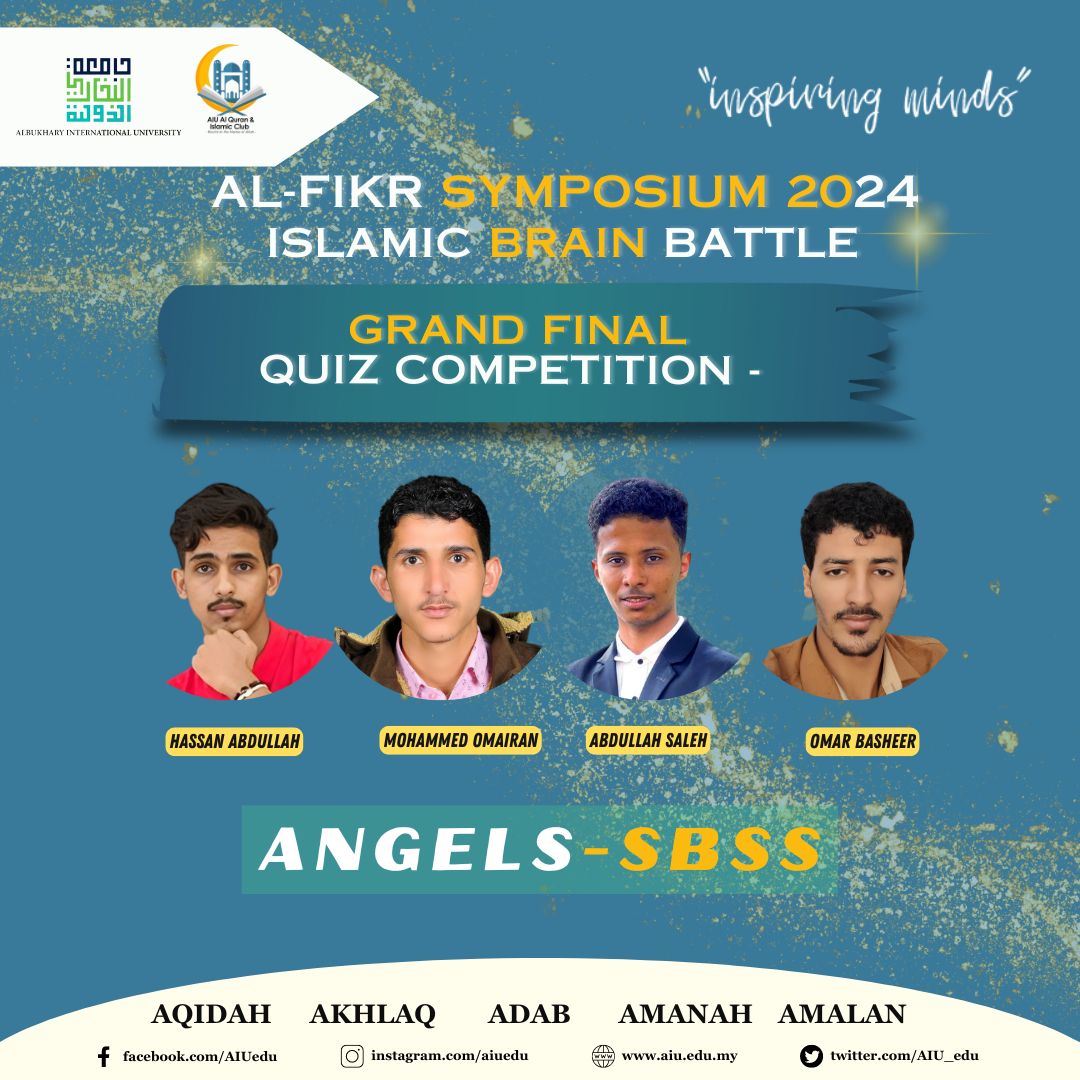 جامعة
البخاري
الدولية
ALBUKHARY INTERNATIONAL UNIVERSITY
AIU Al Quran &
Islamic Club
"inspiring minds"
AL-FIKR SYMPOSIUM 2024
ISLAMIC BRAIN BATTLE
GRAND FINAL
QUIZ COMPETITION -
HASSAN ABDULLAH
MOHAMMED OMAIRAN
ABDULLAH SALEH
OMAR BASHEER
ANGELS-SBSS
AQIDAH AKHLAQ ADAB AMANAH AMALAN
facebook.com/AIUedu instagram.com/aiuedu www.aiu.edu.my twitter.com/AIU_edu